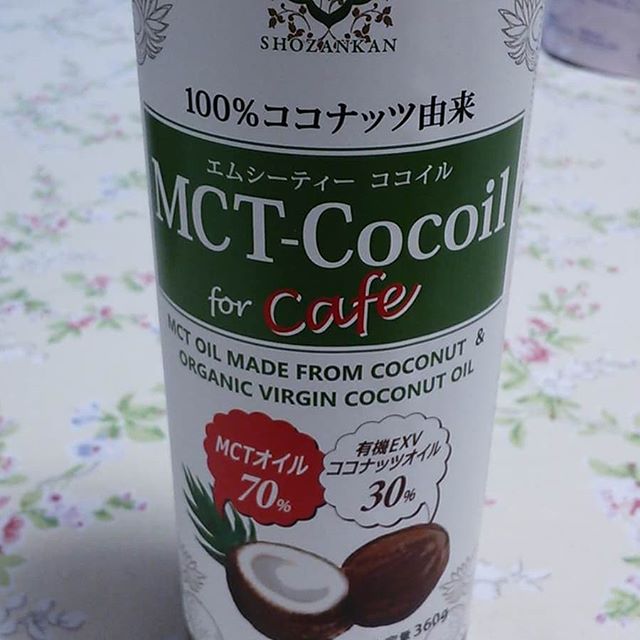 SHOZANKAN
100%ココナッツ由来
エムシーティー ココイル
MCT-Cocoil
for Cafe
MCT OIL MADE FROM COCONUT &
ORGANIC VIRGIN COCONUT OIL
MCTオイル
70%
有機EXV
ココナッツオイル
30%
量 360g